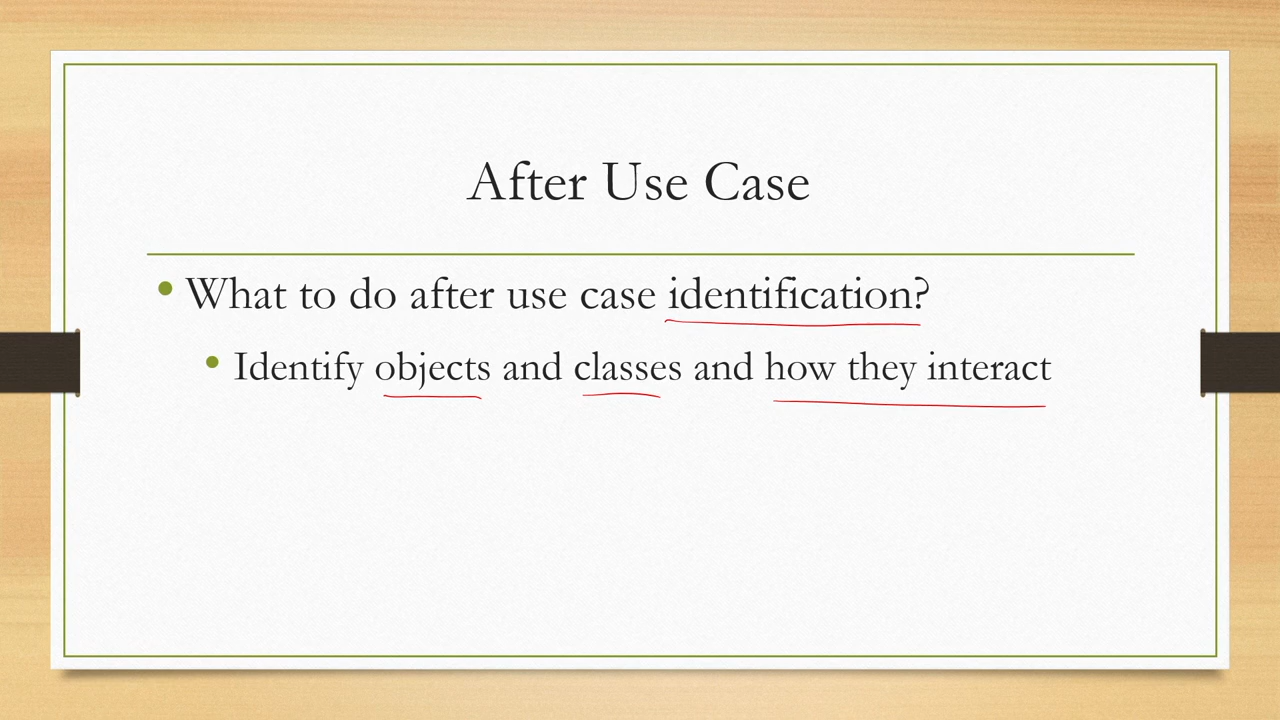 After Use Case
• What to do after use case identification?
• Identify objects and classes and how they interact